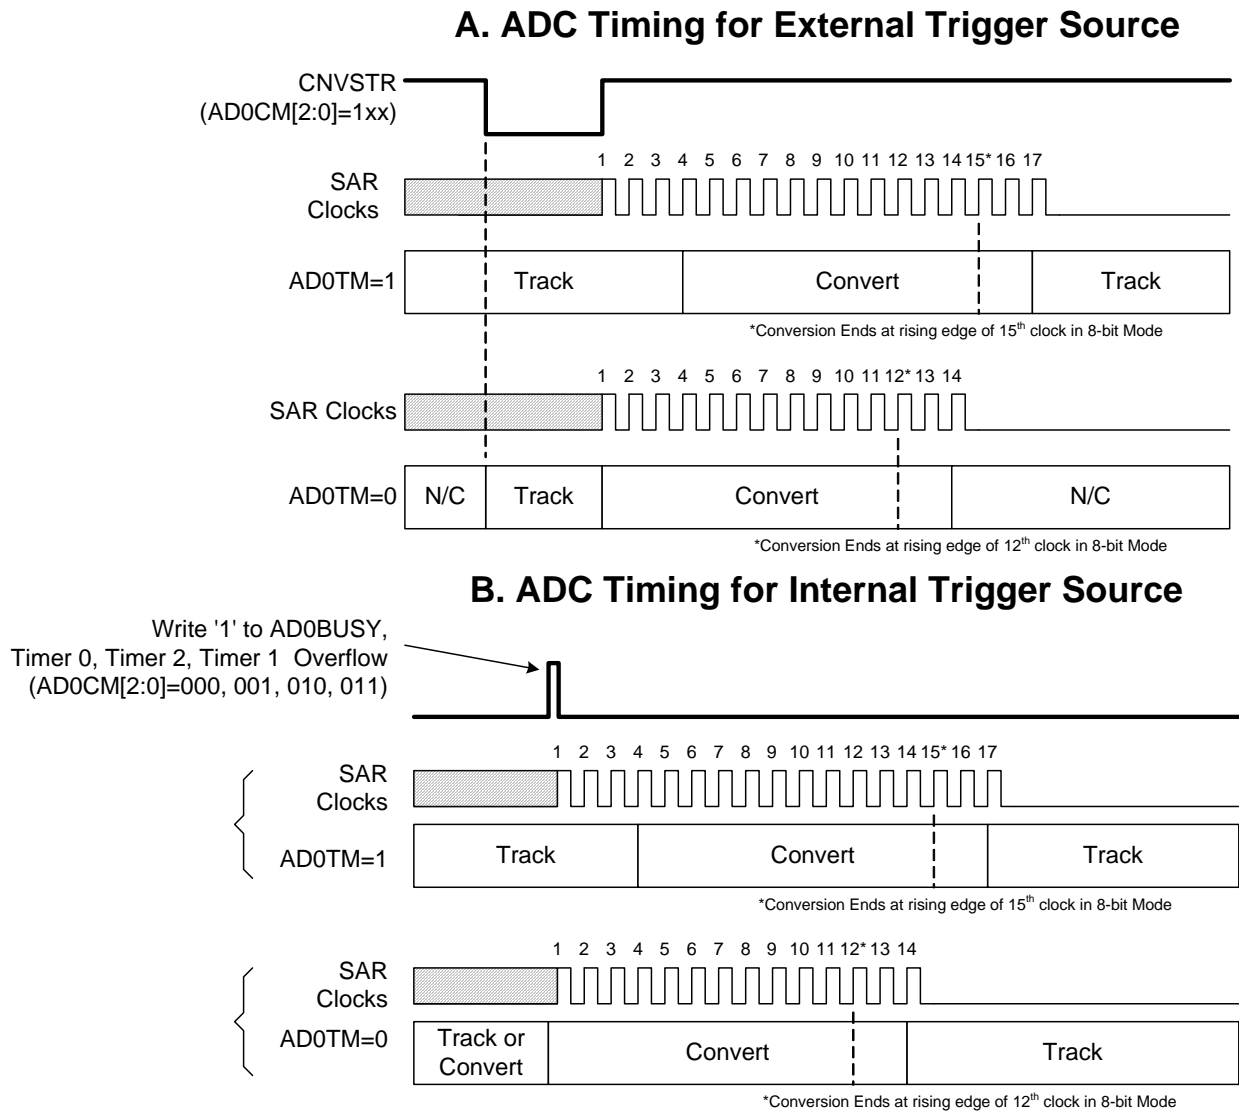 A. ADC Timing for External Trigger Source
CNVSTR
(AD0CM[2:0]=1xx)
1 2 3 4 5 6 7 8 9 10 11 12 13 14 15* 16 17
SAR
Clocks
AD0TM=1
Track
Convert
Track
*Conversion Ends at rising edge of 15th clock in 8-bit Mode
1 2 3 4 5 6 7 8 9 10 11 12* 13 14
SAR Clocks
AD0TM=0
N/C
Track
Convert
N/C
*Conversion Ends at rising edge of 12th clock in 8-bit Mode
B. ADC Timing for Internal Trigger Source
Write '1' to AD0BUSY,
Timer 0, Timer 2, Timer 1 Overflow
(AD0CM[2:0]=000, 001, 010, 011)
1 2 3 4 5 6 7 8 9 10 11 12 13 14 15* 16 17
SAR
Clocks
AD0TM=1
Track
Convert
Track
*Conversion Ends at rising edge of 15th clock in 8-bit Mode
1 2 3 4 5 6 7 8 9 10 11 12* 13 14
SAR
Clocks
AD0TM=0
Track or
Convert
Convert
Track
*Conversion Ends at rising edge of 12th clock in 8-bit Mode